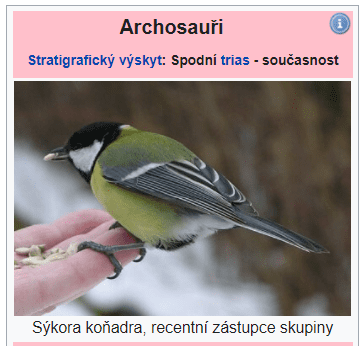 Archosauři
Stratigrafický výskyt: Spodní trias - současnost
Sýkora koňadra, recentní zástupce skupiny